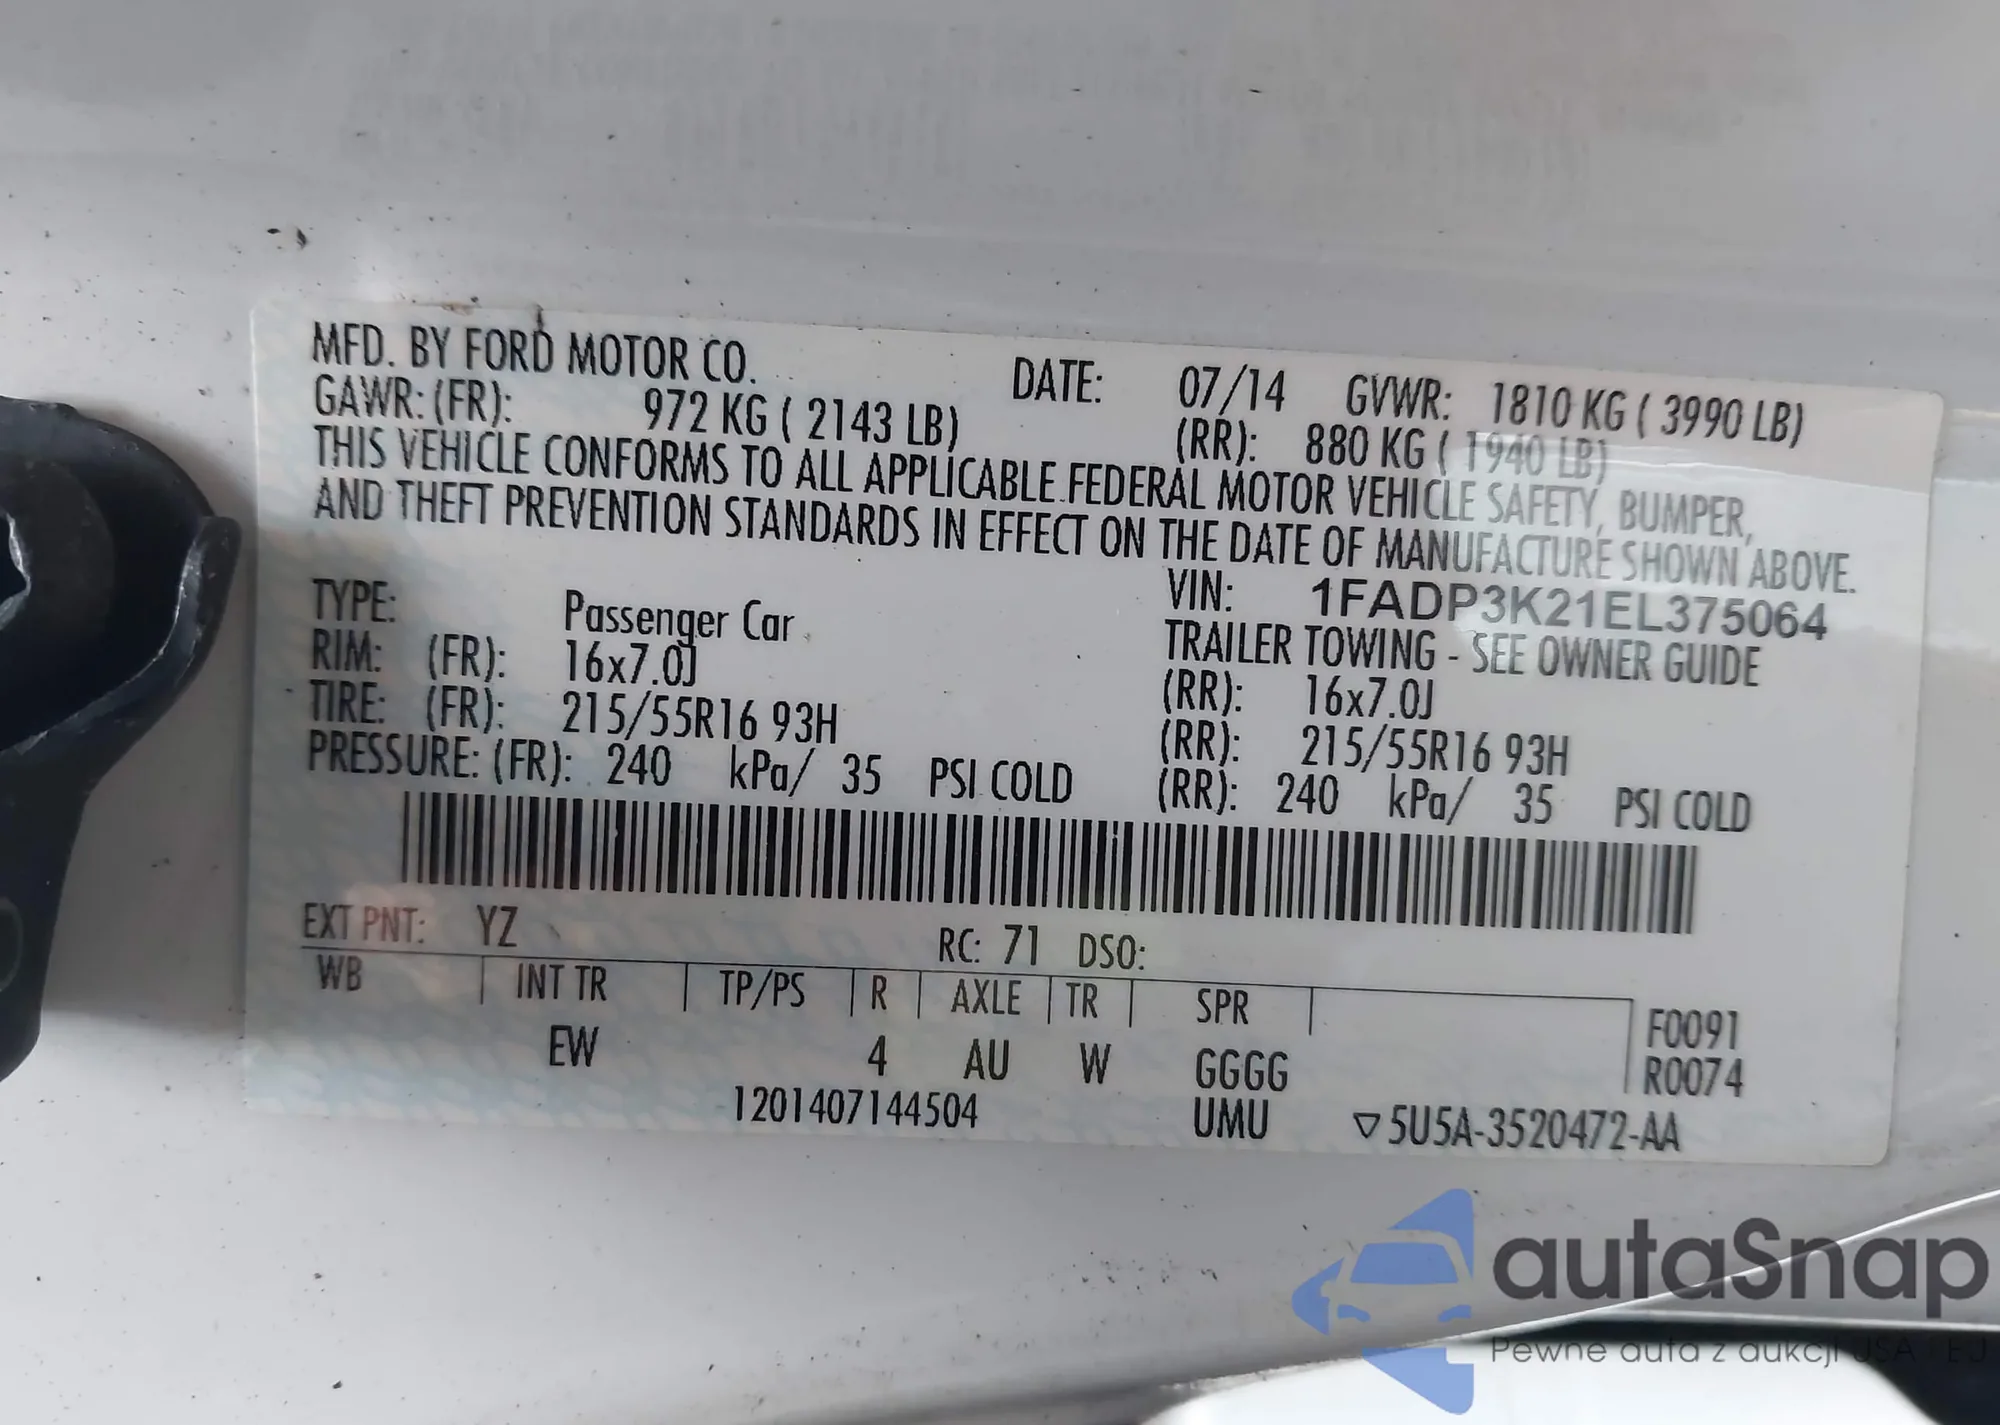 MFD. BY FORD MOTOR CO. DATE: 07/14 GVWR: 1810 KG ( 3990 LB)
GAWR: (FR): 972 KG ( 2143 LB) (RR): 880 KG ( 1940 LB)
THIS VEHICLE CONFORMS TO ALL APPLICABLE FEDERAL MOTOR VEHICLE SAFETY, BUMPER,
AND THEFT PREVENTION STANDARDS IN EFFECT ON THE DATE OF MANUFACTURE SHOWN ABOVE.
VIN: 1FADP3K21EL375064
TYPE: Passenger Car TRAILER TOWING - SEE OWNER GUIDE
RIM: (FR): 16x7.0J (RR): 16x7.0J
TIRE: (FR): 215/55R16 93H (RR): 215/55R16 93H
PRESSURE: (FR): 240 kPa/ 35 PSI COLD (RR): 240 kPa/ 35 PSI COLD
EXT PNT: YZ RC: 71 DSO:
WB INT TR TP/PS R AXLE TR SPR F0091
EW 4 AU W GGGG R0074
1201407144504 UMU ▽5U5A-3520472-AA
autaSnap
Pewne auta z aukcji USA i EU